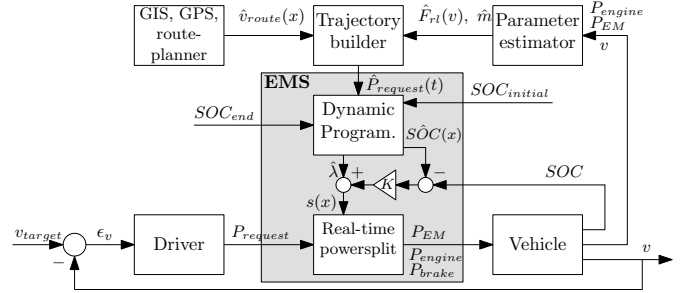 GIS, GPS,
route-
planner
v̂_route(x)
Trajectory
builder
F̂_rl(v), m̂
Parameter
estimator
P_engine
P_EM
v
EMS
P̂_request(t)
SOC_initial
SOC_end
Dynamic
Program.
SÔC(x)
λ̂
+
K
−
SOC
s(x)
v_target
ϵ_v
−
Driver
P_request
Real-time
powersplit
P_EM
P_engine
P_brake
Vehicle
v